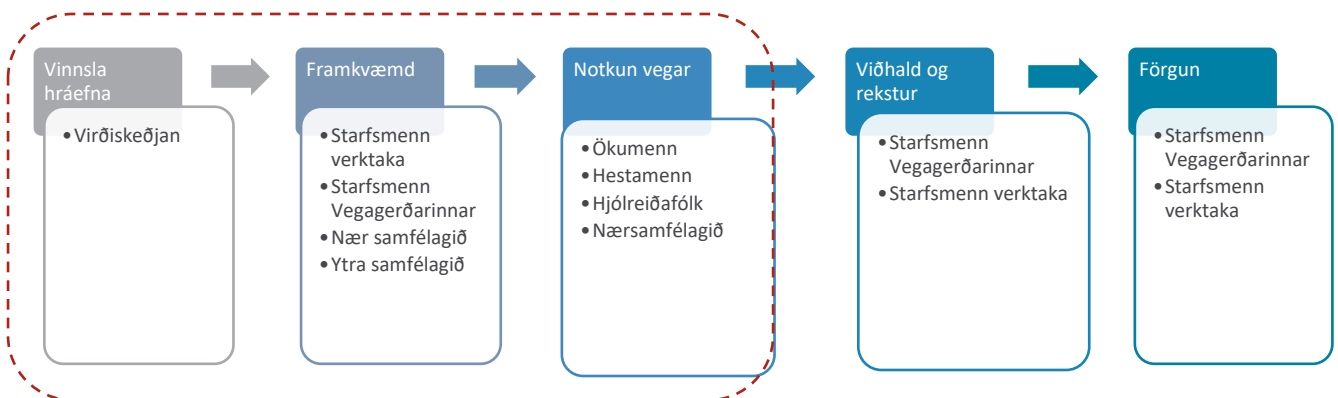 Vinnsla
hráefna
• Virðiskeðjan
Framkvæmd
• Starfsmenn
verktaka
• Starfsmenn
Vegagerðarinnar
• Nær samfélagið
• Ytra samfélagið
Notkun vegar
• Ökumenn
• Hestamenn
• Hjólreiðafólk
• Nærsamfélagið
Viðhald og
rekstur
• Starfsmenn
Vegagerðarinnar
• Starfsmenn verktaka
Förgun
• Starfsmenn
Vegagerðarinnar
• Starfsmenn
verktaka